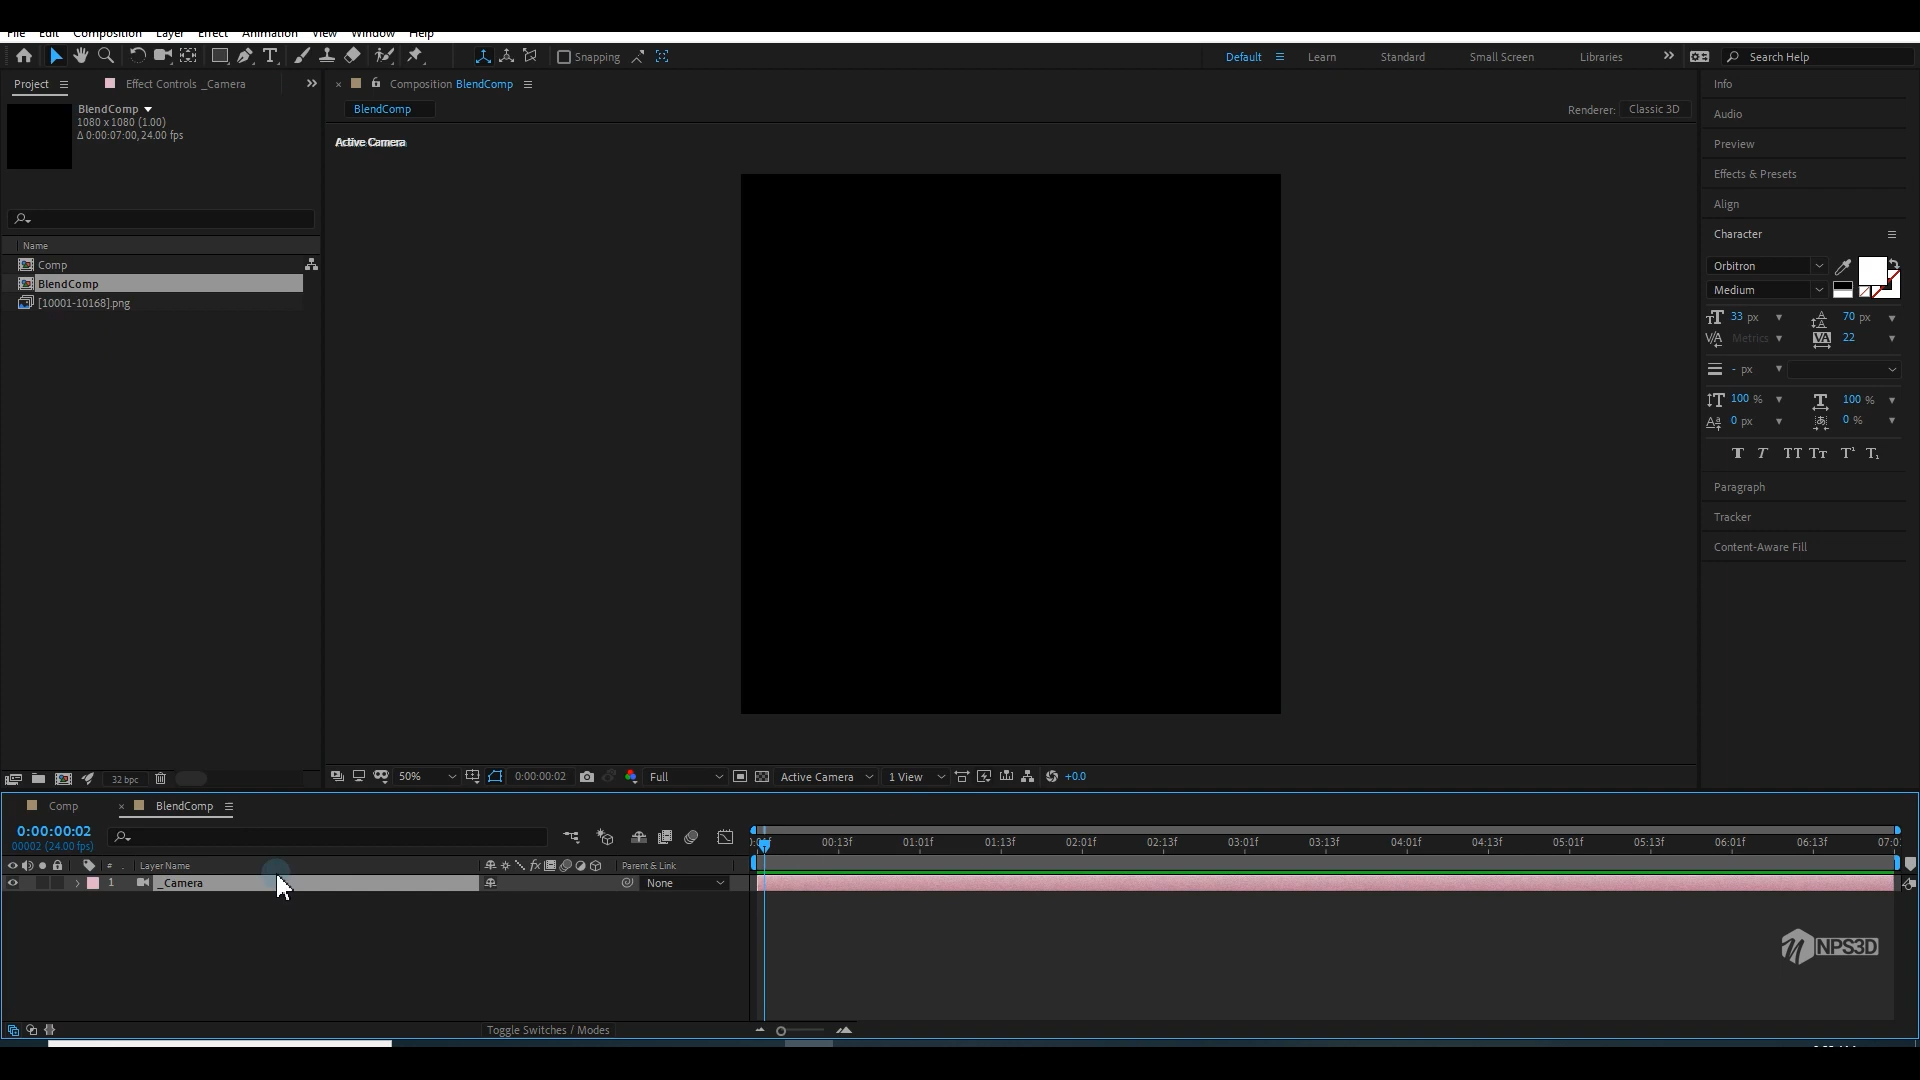 File Edit Composition Layer Effect Animation View Window Help
Snapping
Default
Learn
Standard
Small Screen
Libraries
Search Help
Project
Effect Controls _Camera
BlendComp
1080 x 1080 (1.00)
Δ 0:00:07:00, 24.00 fps
Name
Comp
BlendComp
[10001-10168].png
32 bpc
Composition BlendComp
BlendComp
Renderer: Classic 3D
Active Camera
50%
0:00:00:02
Full
Active Camera
1 View
+0.0
Info
Audio
Preview
Effects & Presets
Align
Character
Orbitron
Medium
33 px
70 px
Metrics
22
- px
100 %
100 %
0 px
0 %
Paragraph
Tracker
Content-Aware Fill
Comp
BlendComp
0:00:00:02
00002 (24.00 fps)
# Layer Name
Parent & Link
1 _Camera
None
00:13f 01:01f 01:13f 02:01f 02:13f 03:01f 03:13f 04:01f 04:13f 05:01f 05:13f 06:01f 06:13f
NPS3D
Toggle Switches / Modes